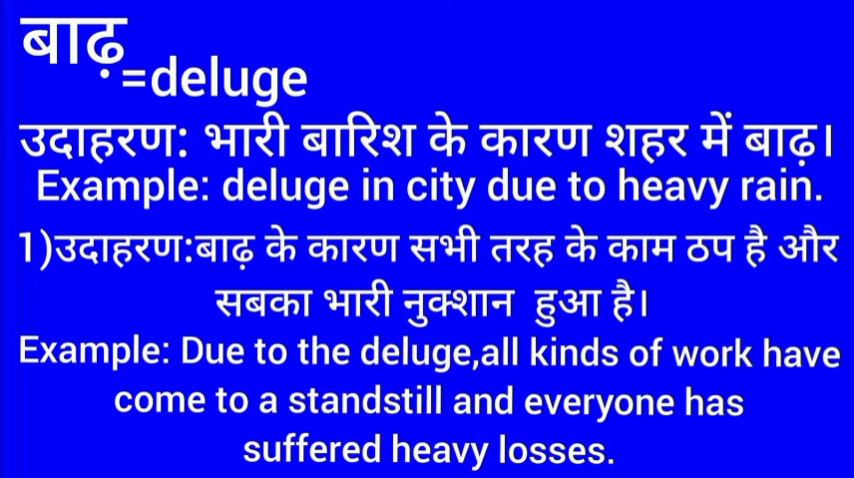 बाढ़
=deluge
उदाहरण: भारी बारिश के कारण शहर में बाढ़।
Example: deluge in city due to heavy rain.
1)उदाहरण:बाढ़ के कारण सभी तरह के काम ठप है और
सबका भारी नुक्शान हुआ है।
Example: Due to the deluge,all kinds of work have
come to a standstill and everyone has
suffered heavy losses.